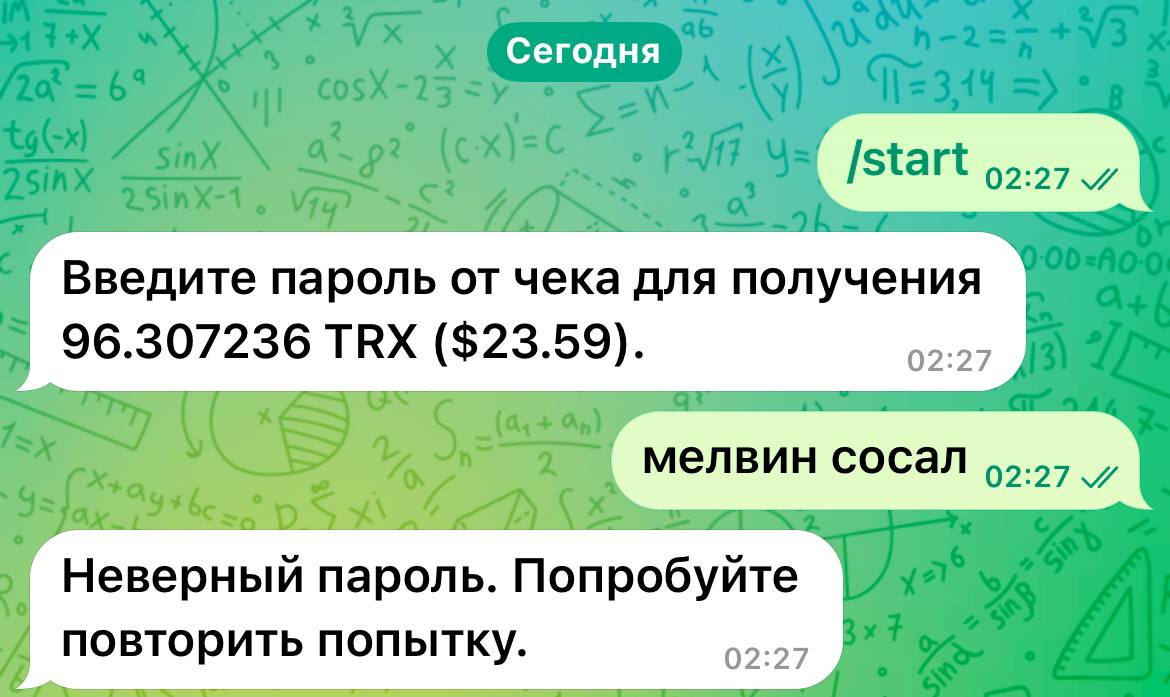 Сегодня
/start 02:27
Введите пароль от чека для получения
96.307236 TRX ($23.59).
02:27
мелвин сосал 02:27
Неверный пароль. Попробуйте
повторить попытку.
02:27